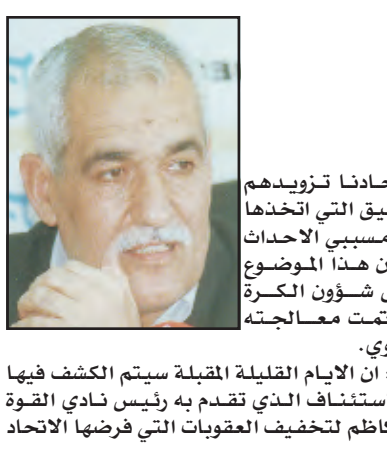 حادنا تزويدهم
يق التي اتخذها
مسببي الاحداث
ن هذا الموضوع
شؤون الكرة
تمت معالجته
وي.
ان الايام القليلة المقبلة سيتم الكشف فيها
ستئناف الذي تقدم به رئيس نادي القوة
كاظم لتخفيف العقوبات التي فرضها الاتحاد